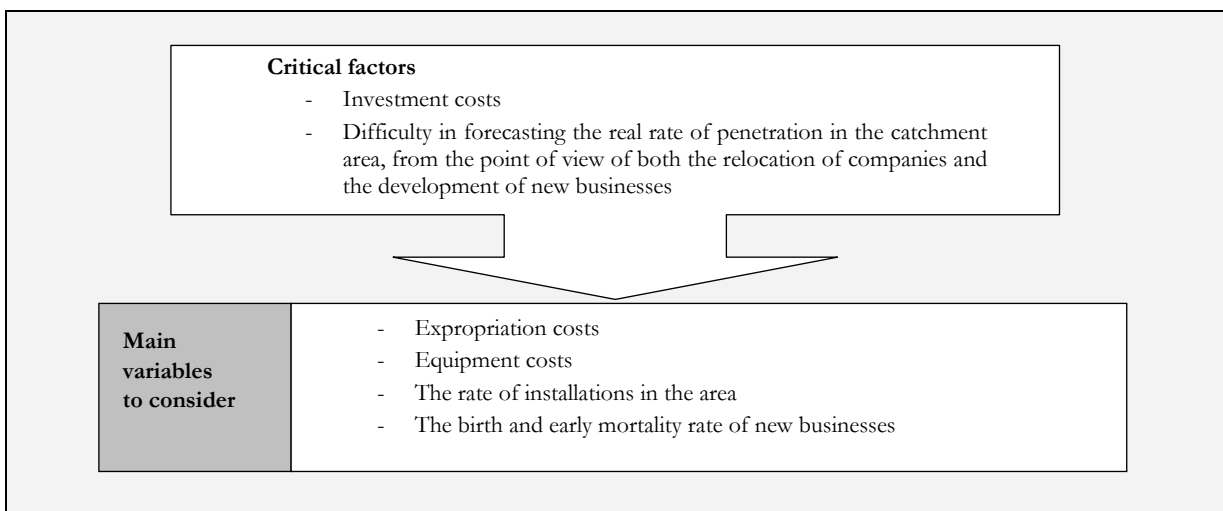 Critical factors
- Investment costs
- Difficulty in forecasting the real rate of penetration in the catchment
area, from the point of view of both the relocation of companies and
the development of new businesses
Main
variables
to consider
- Expropriation costs
- Equipment costs
- The rate of installations in the area
- The birth and early mortality rate of new businesses